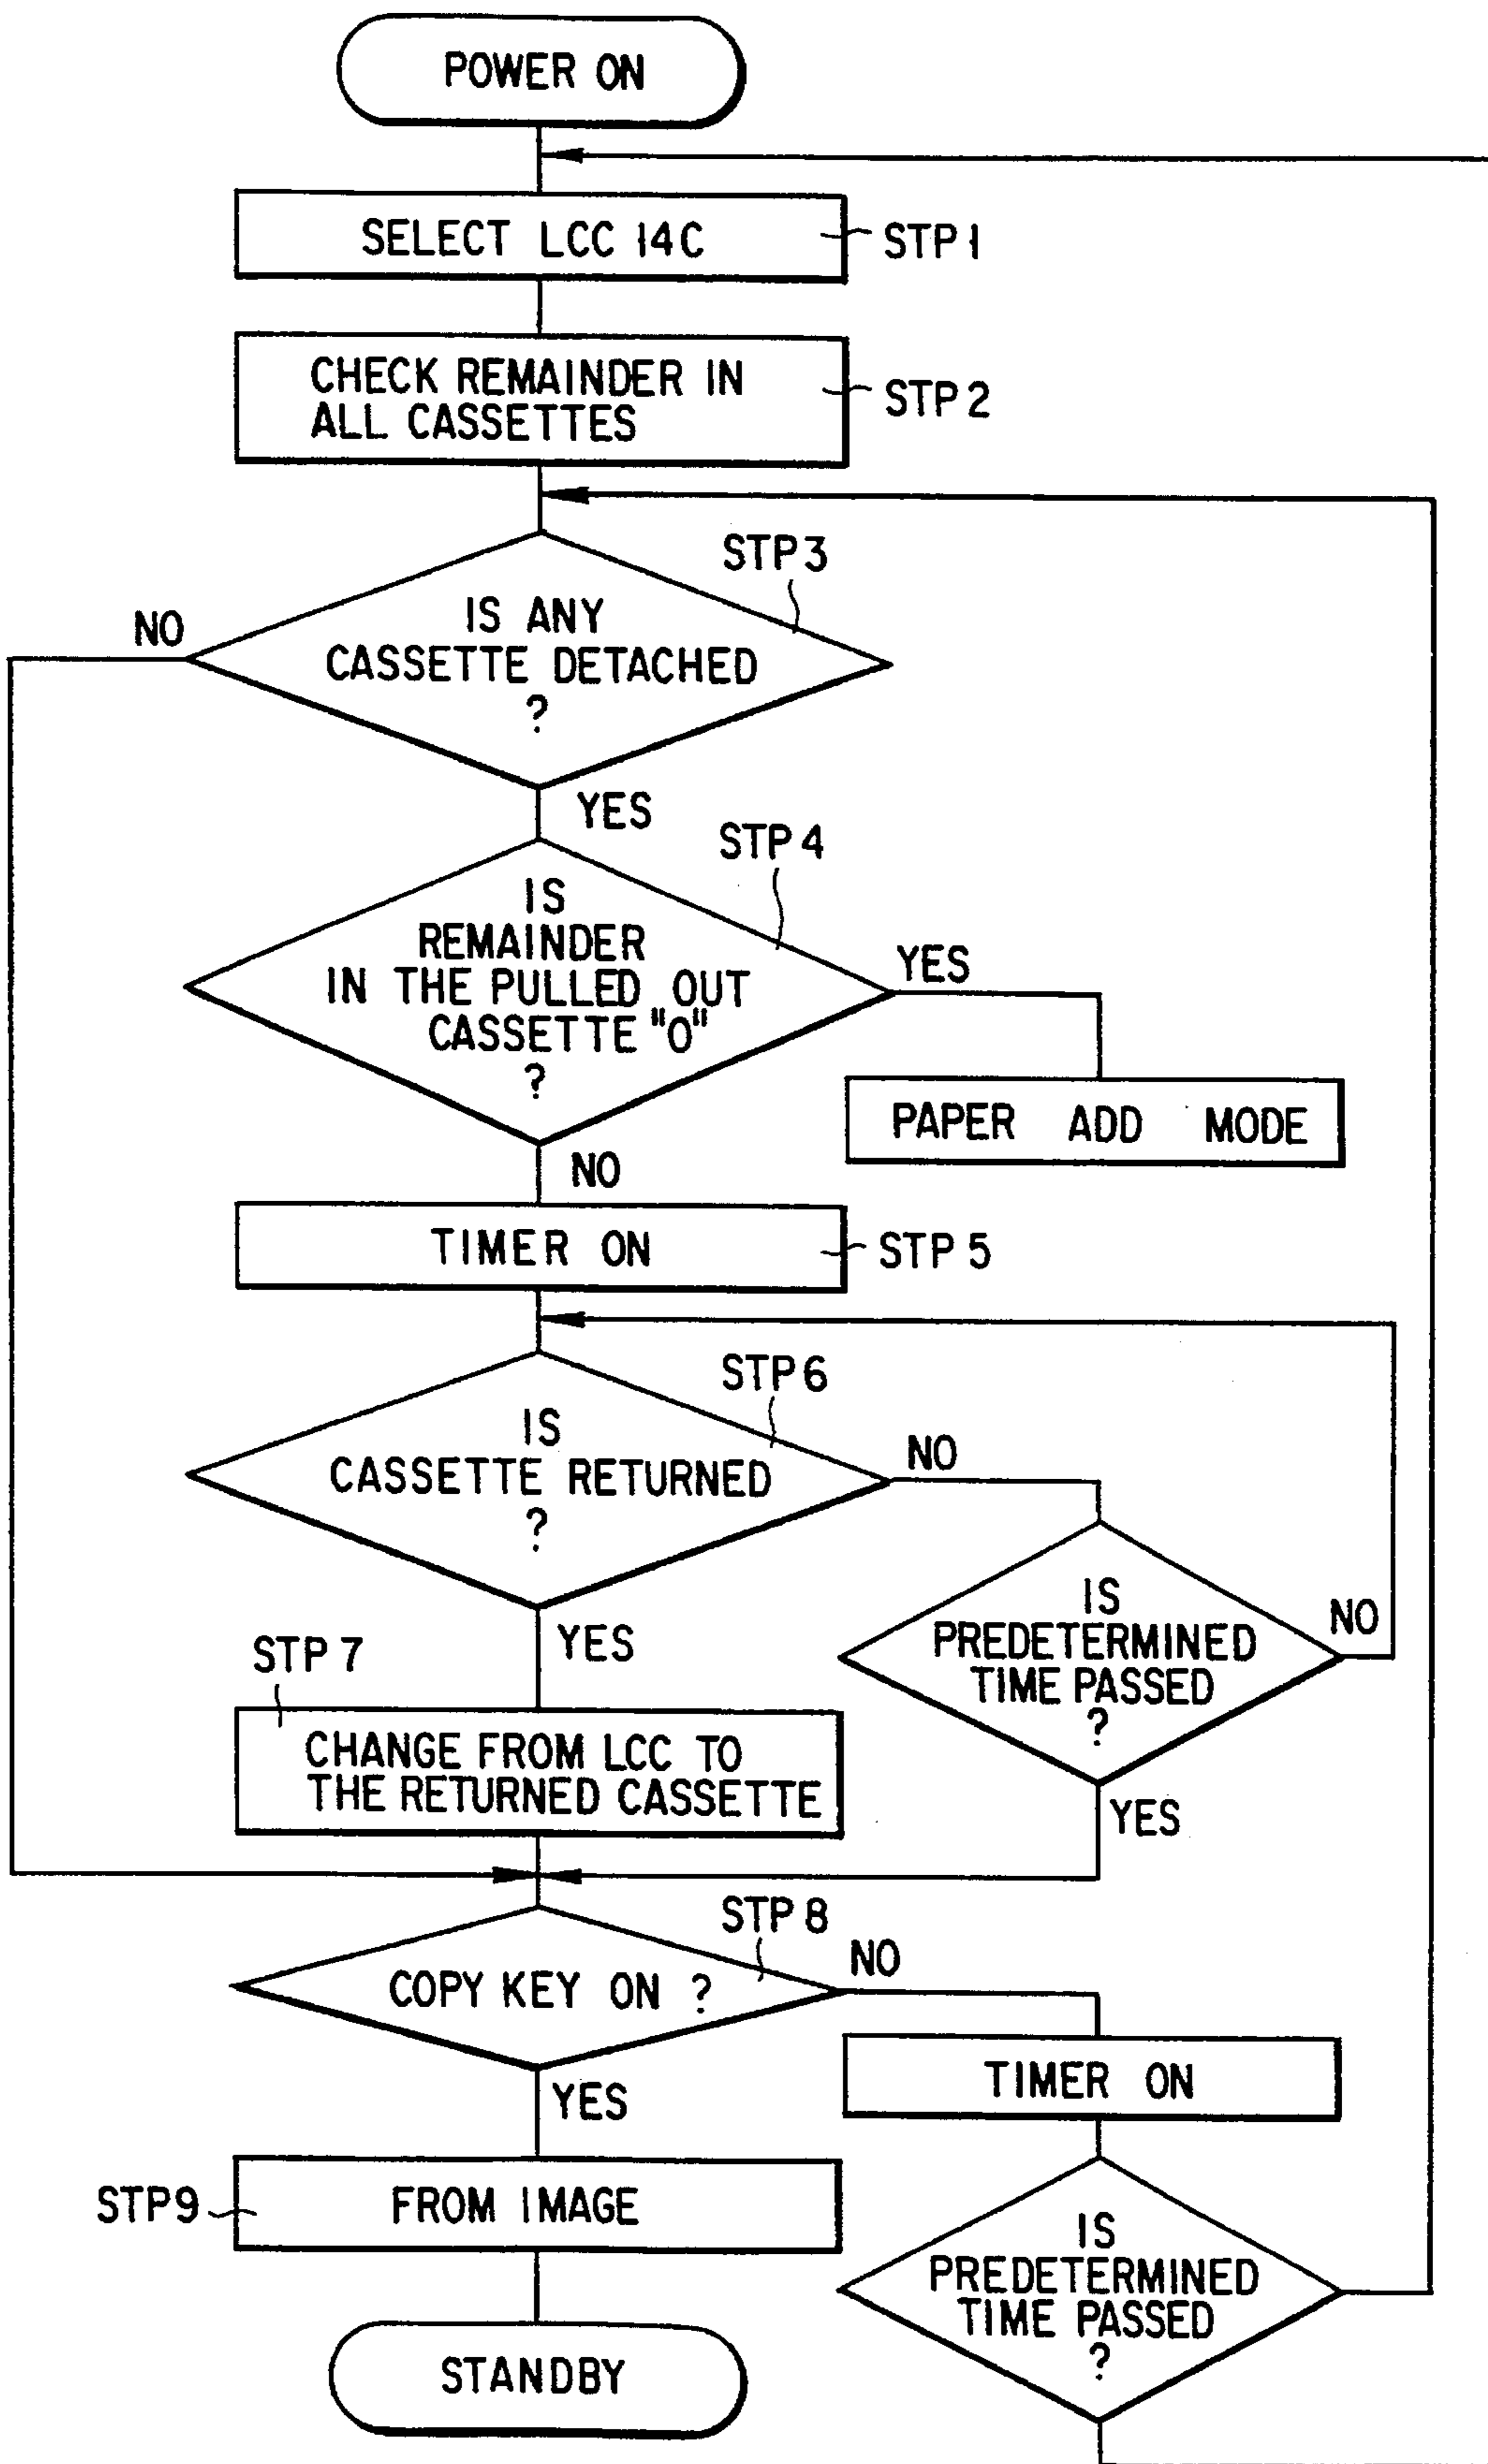 POWER ON
SELECT LCC 14C
STP 1
CHECK REMAINDER IN
ALL CASSETTES
STP 2
STP 3
NO
IS ANY
CASSETTE DETACHED
?
YES
STP 4
IS
REMAINDER
IN THE PULLED OUT
CASSETTE "0"
?
YES
PAPER ADD MODE
NO
TIMER ON
STP 5
STP 6
IS
CASSETTE RETURNED
?
NO
YES
IS
PREDETERMINED
TIME PASSED
?
NO
YES
STP 7
CHANGE FROM LCC TO
THE RETURNED CASSETTE
STP 8
COPY KEY ON ?
NO
YES
TIMER ON
STP 9
FROM IMAGE
IS
PREDETERMINED
TIME PASSED
?
STANDBY